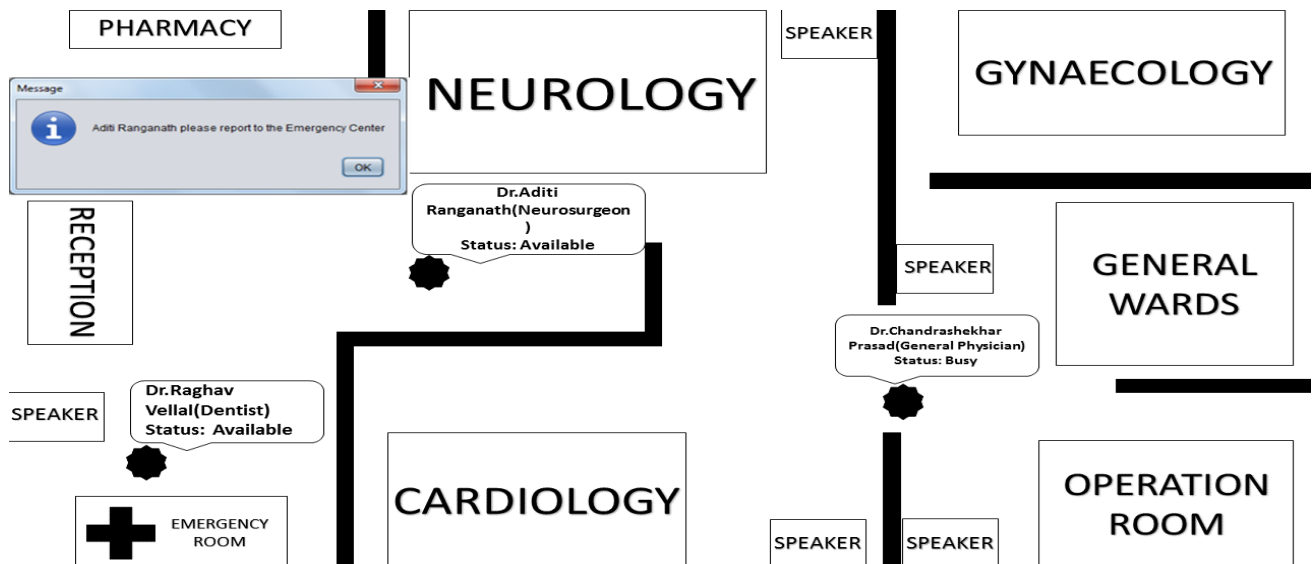 PHARMACY
SPEAKER
NEUROLOGY
GYNAECOLOGY
Message
Aditi Ranganath please report to the Emergency Center
OK
Dr.Aditi
Ranganath(Neurosurgeon
)
Status: Available
RECEPTION
SPEAKER
GENERAL
WARDS
Dr.Chandrashekhar
Prasad(General Physician)
Status: Busy
Dr.Raghav
Vellal(Dentist)
Status: Available
SPEAKER
CARDIOLOGY
OPERATION
ROOM
EMERGENCY
ROOM
SPEAKER
SPEAKER